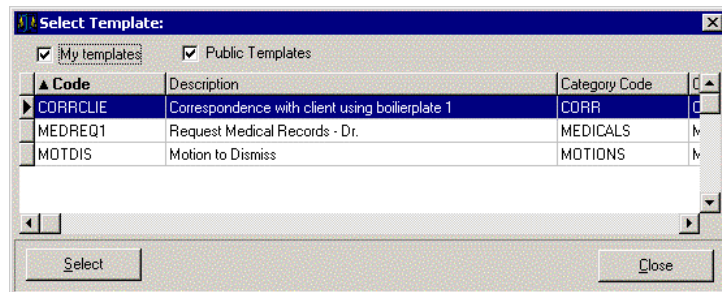 Select Template:
My templates Public Templates
▲ Code Description Category Code
CORRCLIE Correspondence with client using boilierplate 1 CORR
MEDREQ1 Request Medical Records - Dr. MEDICALS
MOTDIS Motion to Dismiss MOTIONS
Select Close